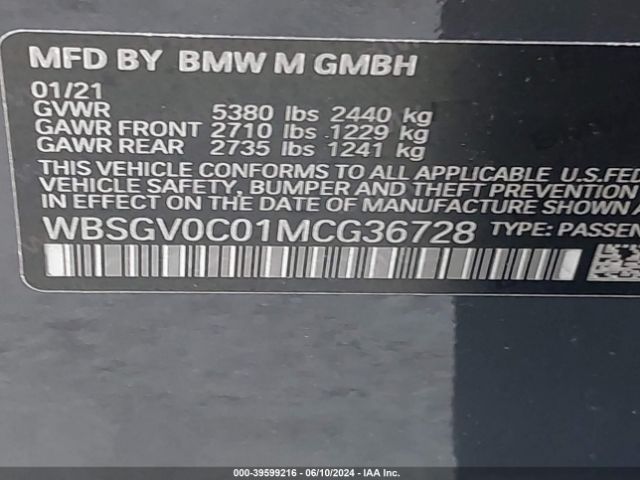 MFD BY BMW M GMBH
01/21
GVWR 5380 lbs 2440 kg
GAWR FRONT 2710 lbs 1229 kg
GAWR REAR 2735 lbs 1241 kg
THIS VEHICLE CONFORMS TO ALL APPLICABLE U.S. FED
VEHICLE SAFETY, BUMPER AND THEFT PREVENTION
IN EFFECT ON THE DATE OF MANUFACTURE SHOWN
WBSGV0C01MCG36728 TYPE: PASSEN
000-39599216 - 06/10/2024 - IAA Inc.